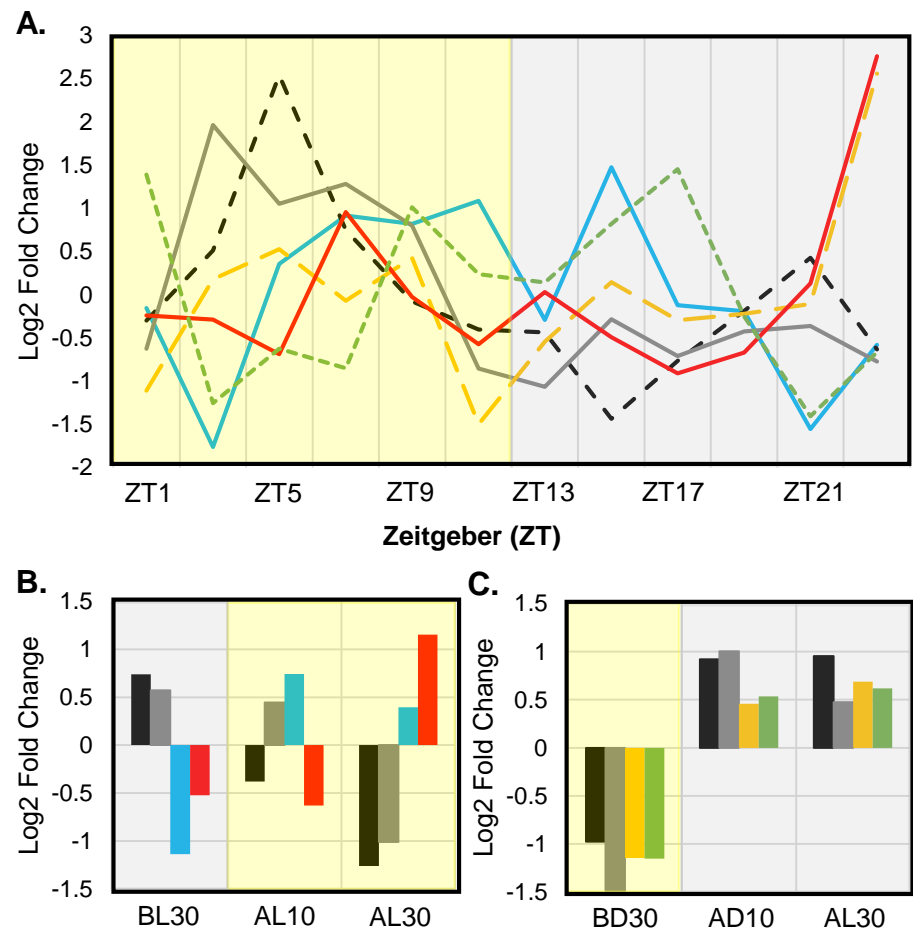 A.
3
2.5
2
1.5
1
0.5
0
-0.5
-1
-1.5
-2
Log2 Fold Change
ZT1 ZT5 ZT9 ZT13 ZT17 ZT21
Zeitgeber (ZT)
B.
1.5
1
0.5
0
-0.5
-1
-1.5
Log2 Fold Change
BL30 AL10 AL30
C.
1.5
1
0.5
0
-0.5
-1
-1.5
Log2 Fold Change
BD30 AD10 AL30